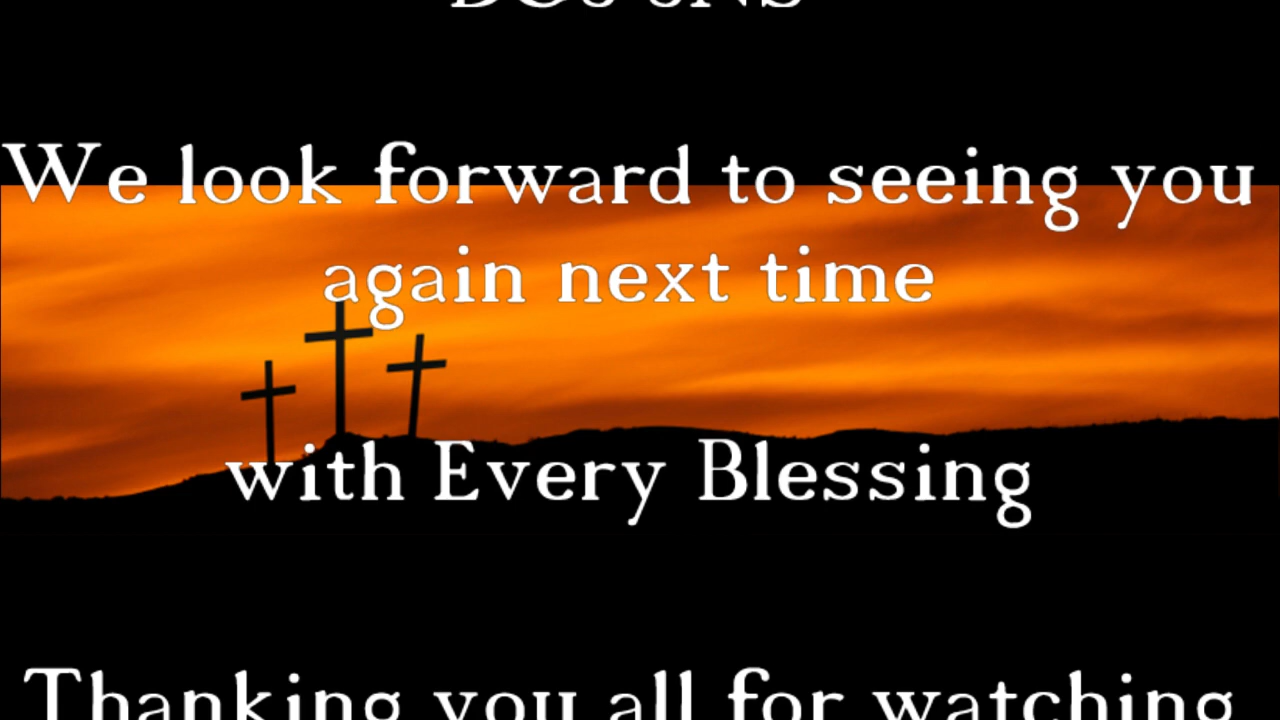 We look forward to seeing you
again next time
with Every Blessing
Thanking you all for watching